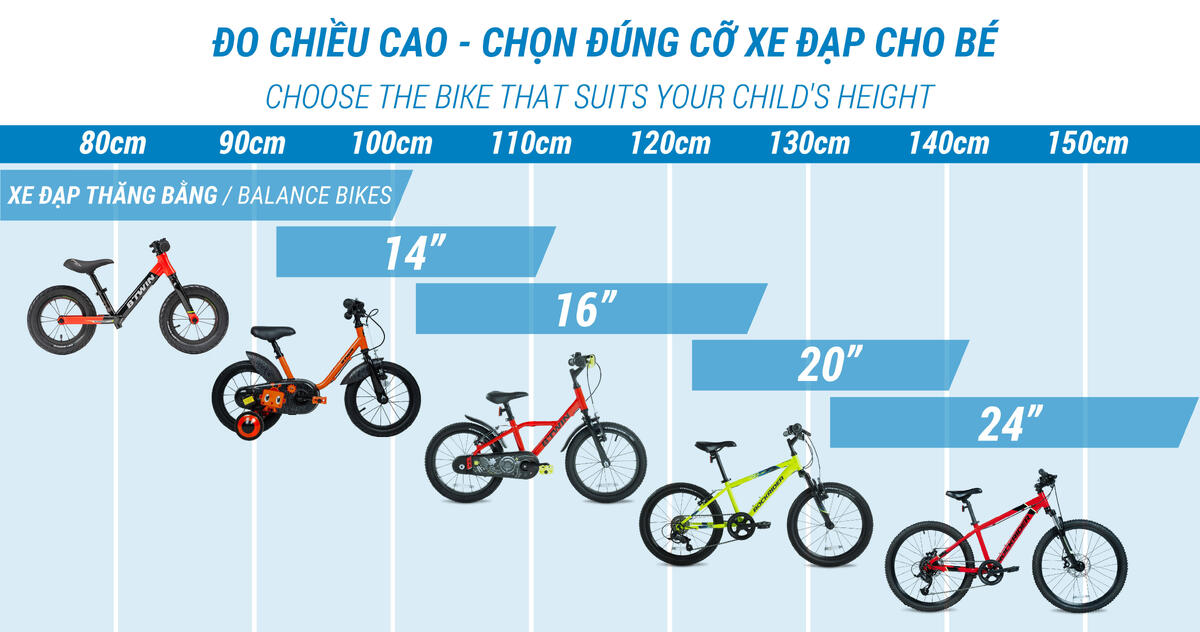 ĐO CHIỀU CAO - CHỌN ĐÚNG CỠ XE ĐẠP CHO BÉ
CHOOSE THE BIKE THAT SUITS YOUR CHILD'S HEIGHT
80cm 90cm 100cm 110cm 120cm 130cm 140cm 150cm
XE ĐẠP THĂNG BẰNG / BALANCE BIKES
14”
16”
20”
24”
BTWIN
BTWIN
ROCKRIDER
ROCKRIDER